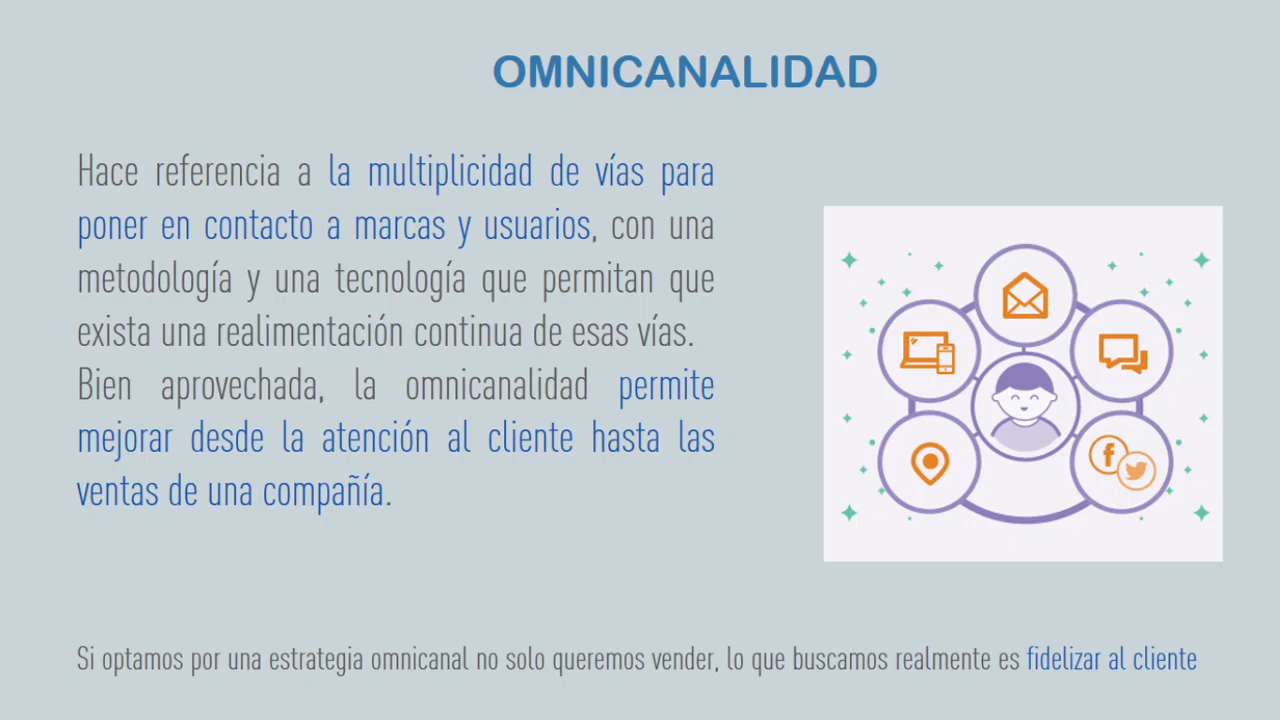 OMNICANALIDAD
Hace referencia a la multiplicidad de vías para
poner en contacto a marcas y usuarios, con una
metodología y una tecnología que permitan que
exista una realimentación continua de esas vías.
Bien aprovechada, la omnicanalidad permite
mejorar desde la atención al cliente hasta las
ventas de una compañía.
Si optamos por una estrategia omnicanal no solo queremos vender, lo que buscamos realmente es fidelizar al cliente